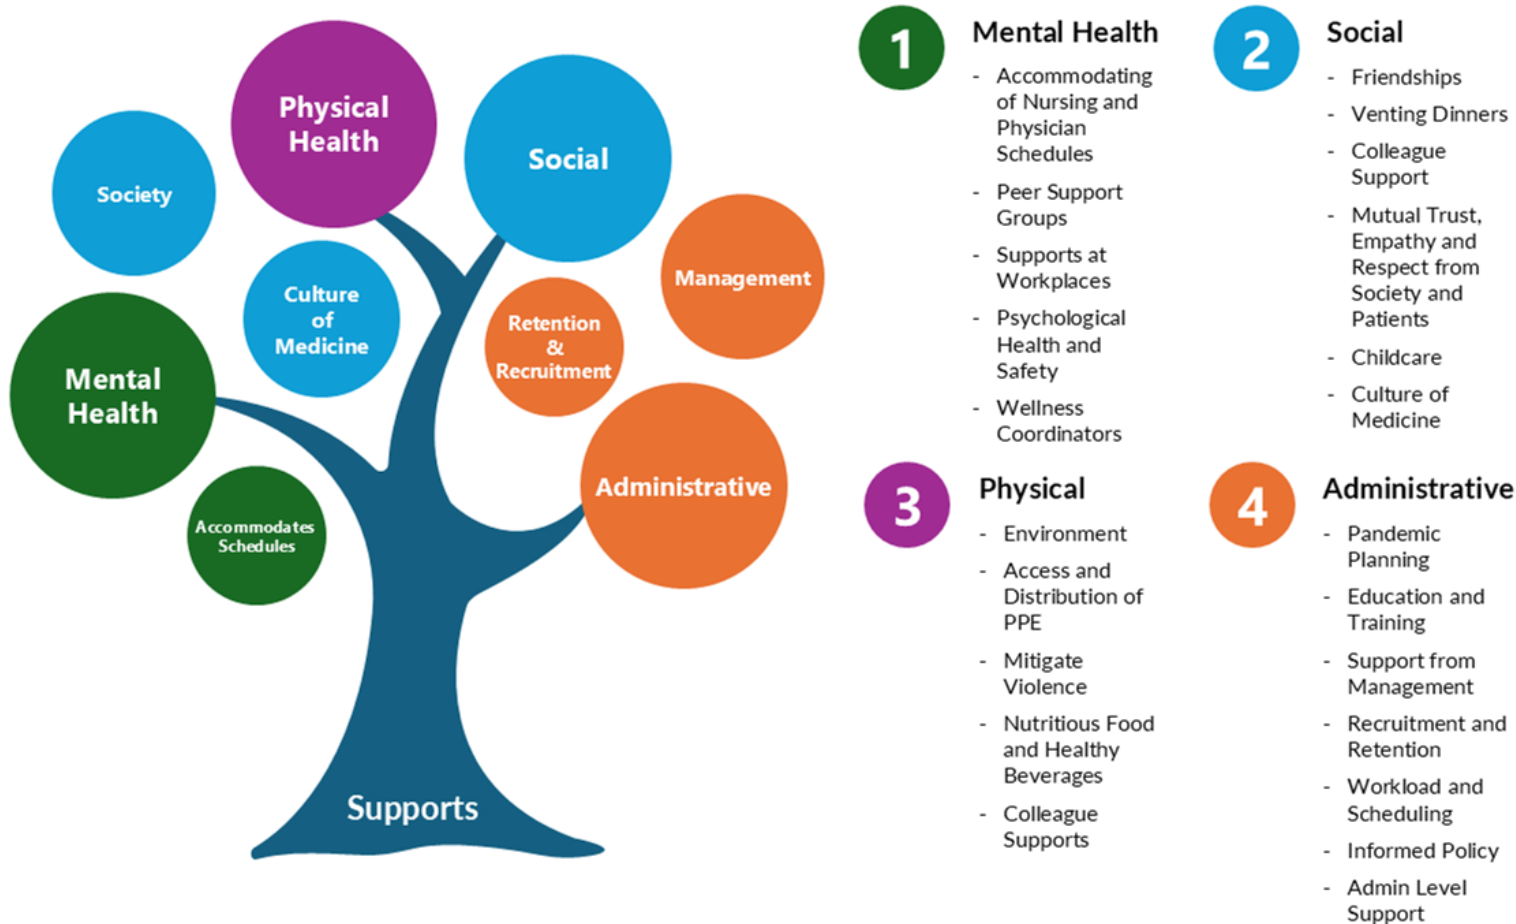 Physical
Health
Social
Society
Management
Culture
of
Medicine
Retention
&
Recruitment
Mental
Health
Administrative
Accommodates
Schedules
Supports
1
Mental Health
- Accommodating
of Nursing and
Physician
Schedules
- Peer Support
Groups
- Supports at
Workplaces
- Psychological
Health and
Safety
- Wellness
Coordinators
2
Social
- Friendships
- Venting Dinners
- Colleague
Support
- Mutual Trust,
Empathy and
Respect from
Society and
Patients
- Childcare
- Culture of
Medicine
3
Physical
- Environment
- Access and
Distribution of
PPE
- Mitigate
Violence
- Nutritious Food
and Healthy
Beverages
- Colleague
Supports
4
Administrative
- Pandemic
Planning
- Education and
Training
- Support from
Management
- Recruitment and
Retention
- Workload and
Scheduling
- Informed Policy
- Admin Level
Support